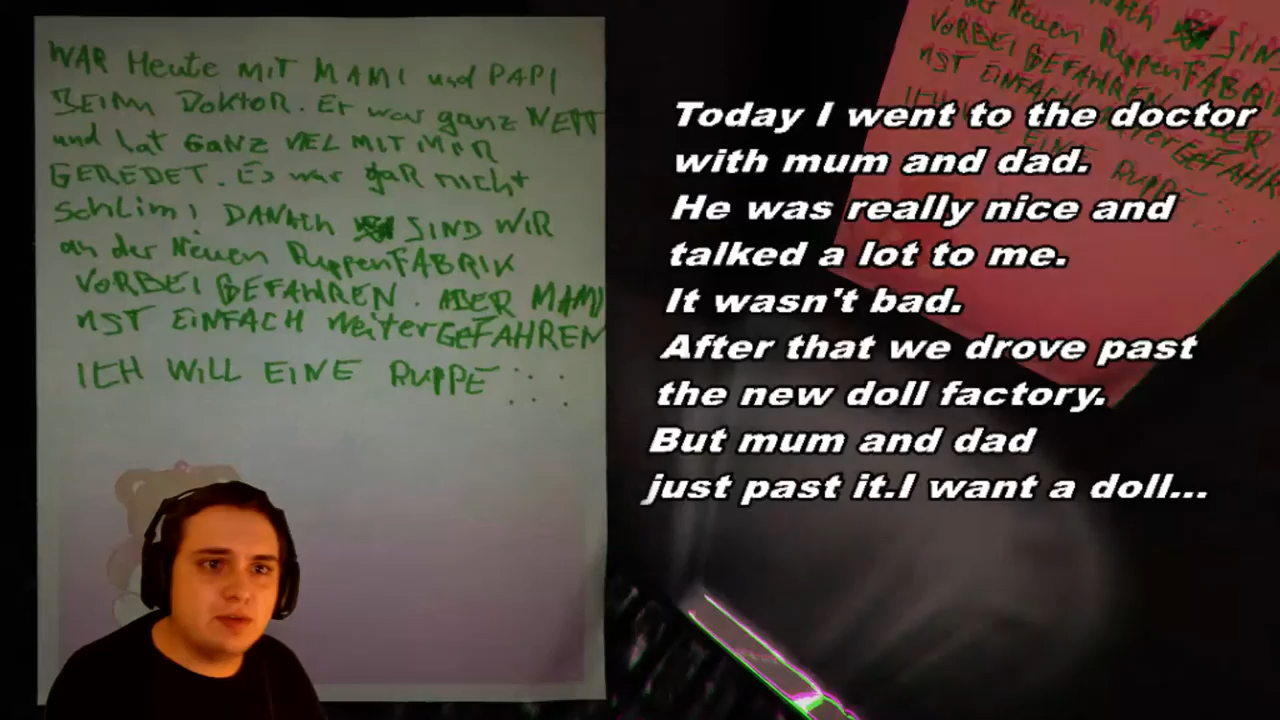 WAR Heute MIT MAMI und PAPI
BEIM DoKtoR. Er war ganz NETT
und hat GANZ VIEL MIT MIR
GEREDET. Es war gaR nicht
Schlim! DANAch SIND WIR
an der Neuen PuppenFABRIK
VORBEI GEFAHREN. ABER MAMI
IST EiNFACH WeiterGEFAHREN
ICH WILL EINE PUPPE
Today I went to the doctor
with mum and dad.
He was really nice and
talked a lot to me.
It wasn't bad.
After that we drove past
the new doll factory.
But mum and dad
just past it.I want a doll...